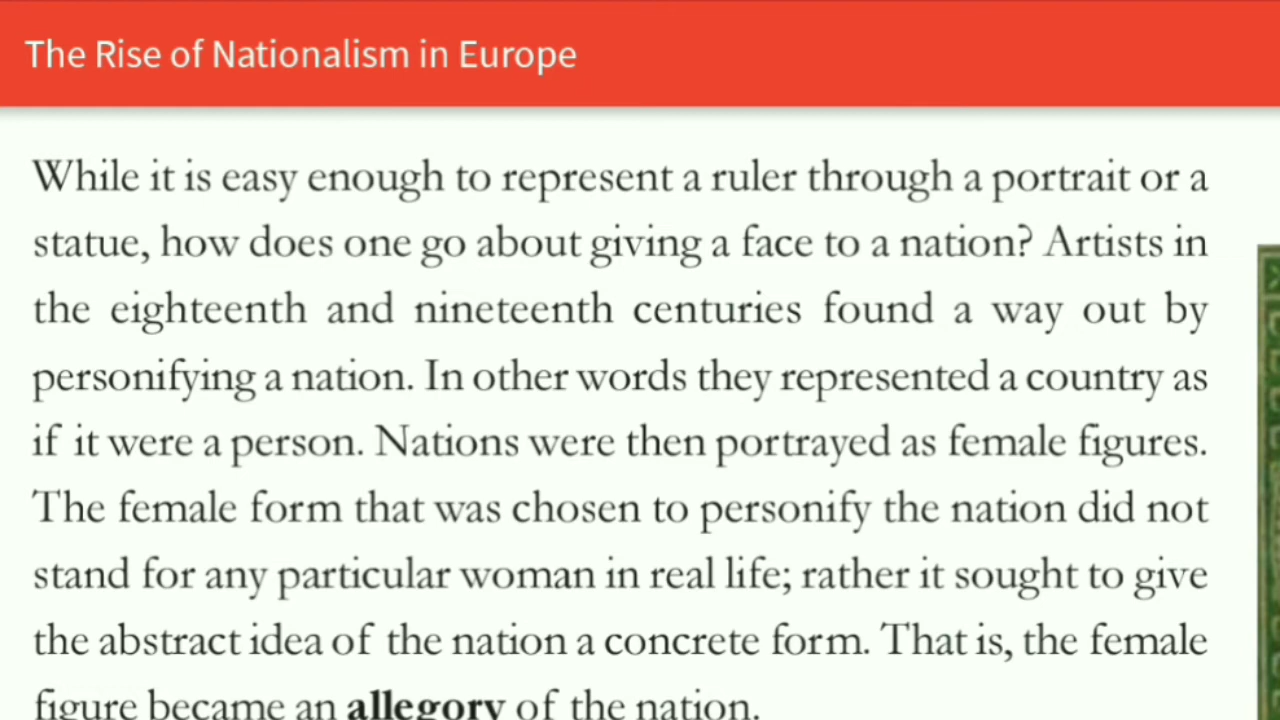 The Rise of Nationalism in Europe
While it is easy enough to represent a ruler through a portrait or a
statue, how does one go about giving a face to a nation? Artists in
the eighteenth and nineteenth centuries found a way out by
personifying a nation. In other words they represented a country as
if it were a person. Nations were then portrayed as female figures.
The female form that was chosen to personify the nation did not
stand for any particular woman in real life; rather it sought to give
the abstract idea of the nation a concrete form. That is, the female
figure became an allegory of the nation.